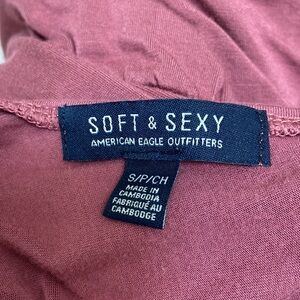 SOFT & SEXY
AMERICAN EAGLE OUTFITTERS
S/P/CH
MADE IN
CAMBODIA
FABRIQUÉ AU
CAMBODGE